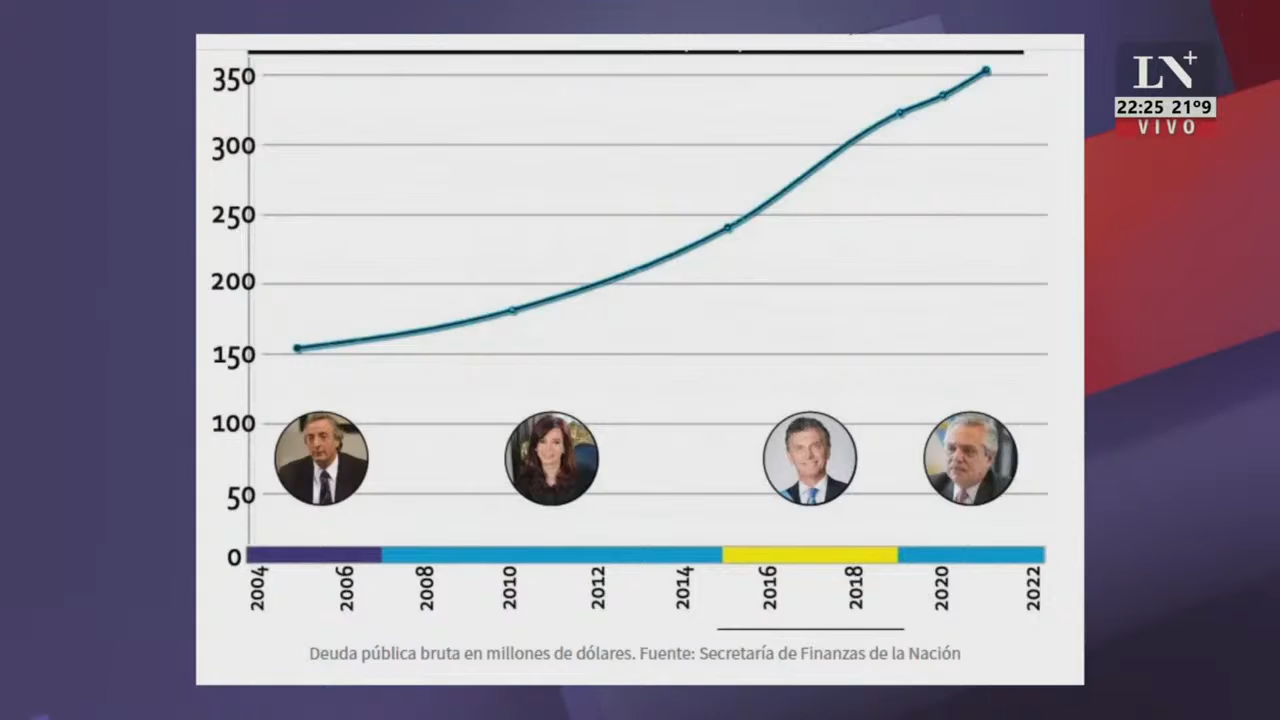 LN+
22:25 21°9
VIVO
350
300
250
200
150
100
50
0
2004 2006 2008 2010 2012 2014 2016 2018 2020 2022
Deuda pública bruta en millones de dólares. Fuente: Secretaría de Finanzas de la Nación